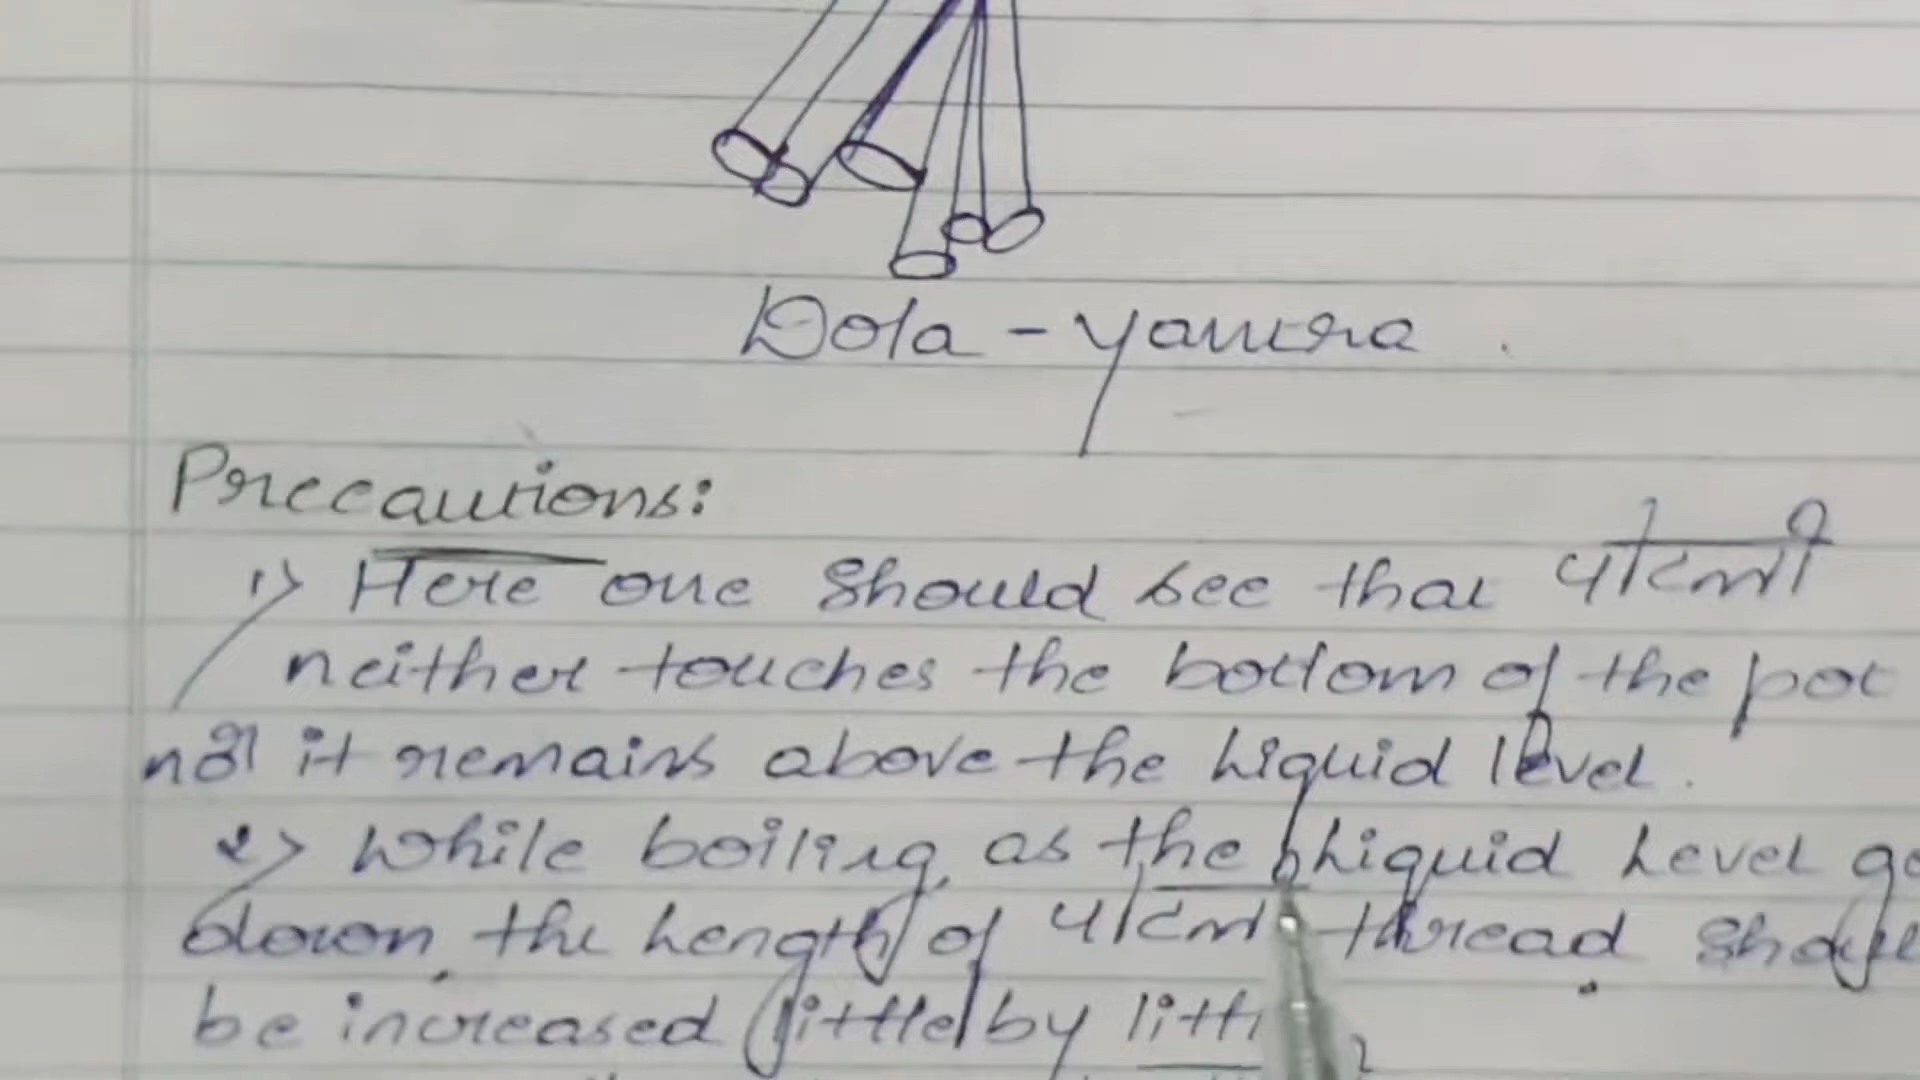 Dola - Yantra .
Precautions:
1> Here one should see that पोटली
neither touches the bottom of the pot
nor it remains above the liquid level.
2> While boiling, as the liquid level go
down, the length of पोटली thread shoul
be increased little by littl